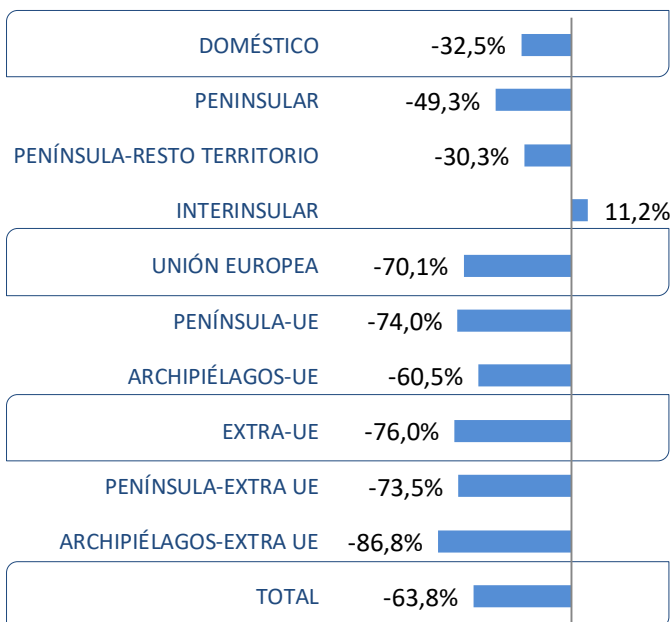 DOMÉSTICO -32,5%
PENINSULAR -49,3%
PENÍNSULA-RESTO TERRITORIO -30,3%
INTERINSULAR 11,2%
UNIÓN EUROPEA -70,1%
PENÍNSULA-UE -74,0%
ARCHIPIÉLAGOS-UE -60,5%
EXTRA-UE -76,0%
PENÍNSULA-EXTRA UE -73,5%
ARCHIPIÉLAGOS-EXTRA UE -86,8%
TOTAL -63,8%